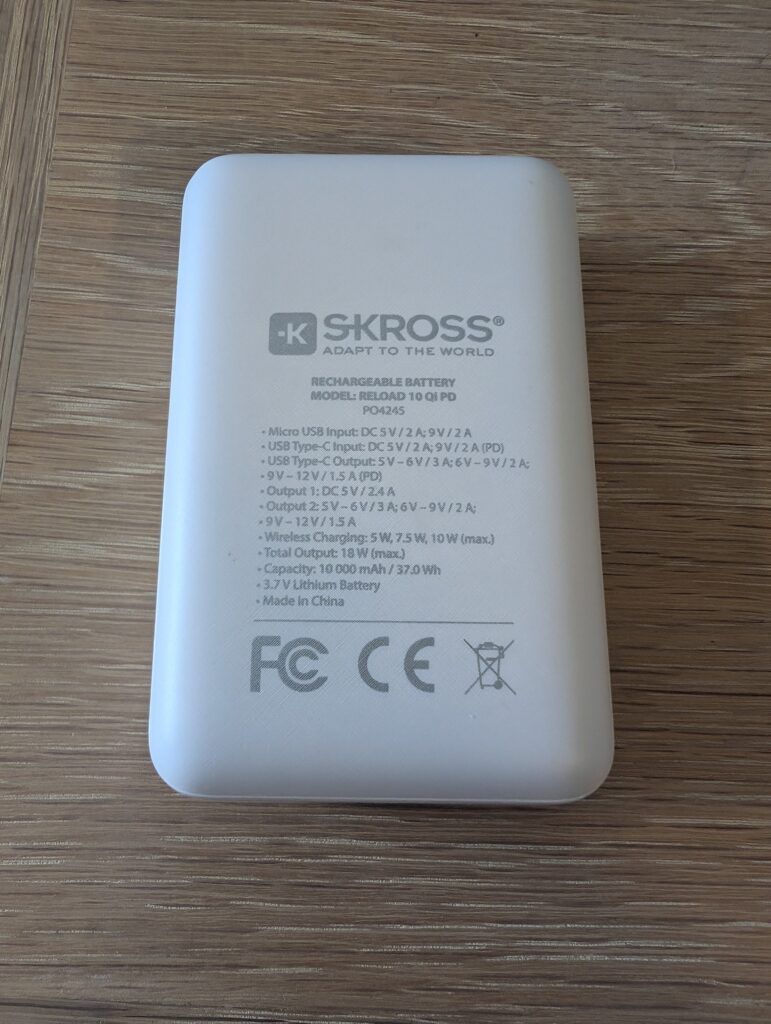 -K SKROSS®
ADAPT TO THE WORLD
RECHARGEABLE BATTERY
MODEL: RELOAD 10 Qi PD
PO4245
• Micro USB Input: DC 5 V / 2 A; 9 V / 2 A
• USB Type-C Input: DC 5 V / 2 A; 9 V / 2 A (PD)
• USB Type-C Output: 5 V – 6 V / 3 A; 6 V – 9 V / 2 A;
• 9 V – 12 V / 1.5 A (PD)
• Output 1: DC 5 V / 2.4 A
• Output 2: 5 V – 6 V / 3 A; 6 V – 9 V / 2 A;
• 9 V – 12 V / 1.5 A
• Wireless Charging: 5 W, 7.5 W, 10 W (max.)
• Total Output: 18 W (max.)
• Capacity: 10 000 mAh / 37.0 Wh
• 3.7 V Lithium Battery
• Made in China
FC CE